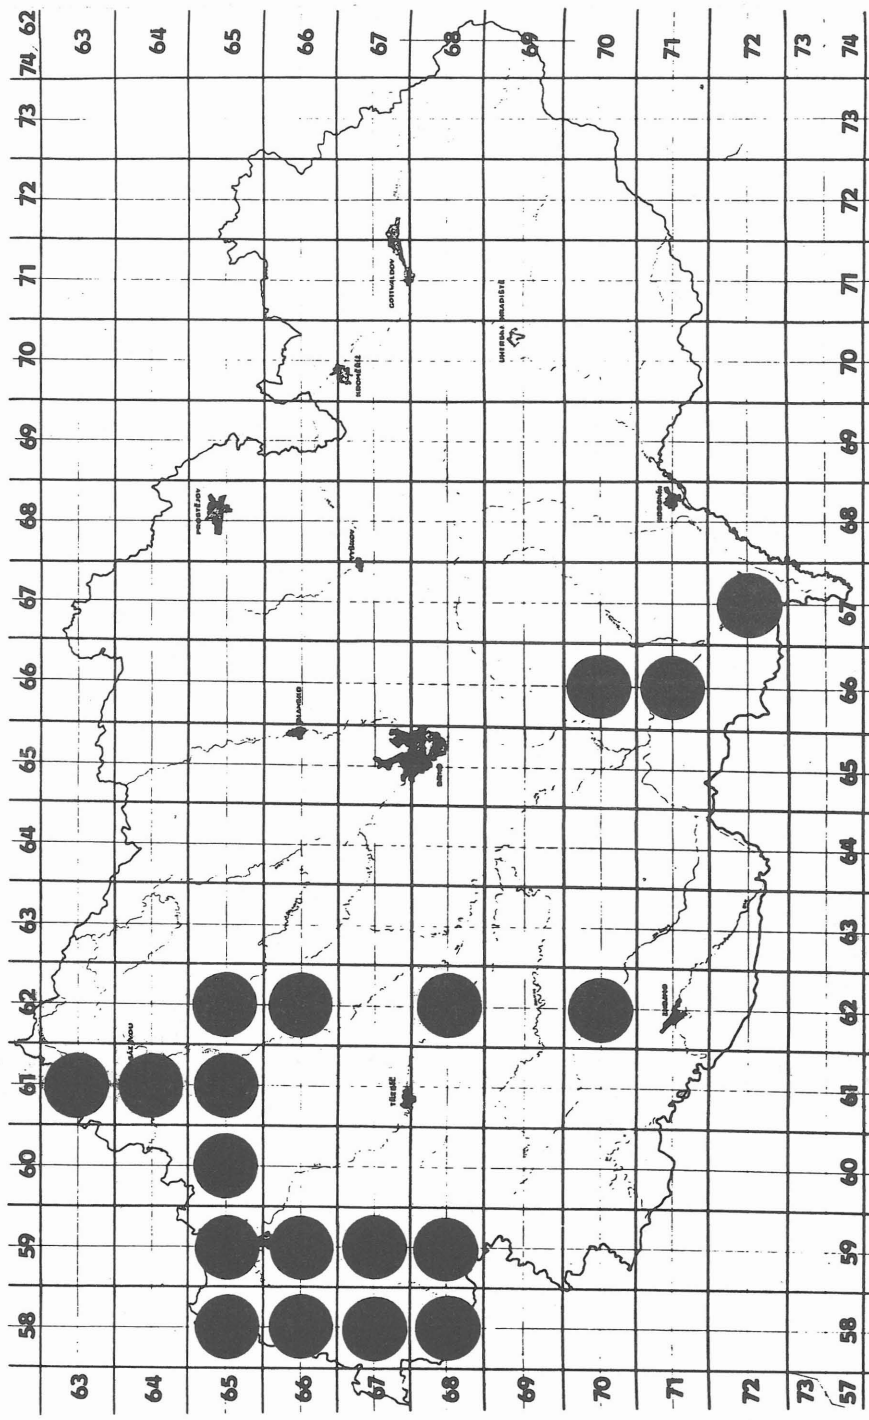 58 59 60 61 62 63 64 65 66 67 68 69 70 71 72 73 74 62
63 63
64 64
65 PROSTĚJOV 65
66 BLANSKO 66
67 TŘEBÍČ VYŠKOV KROMĚŘÍŽ GOTTWALDOV 67
68 BRNO 68
69 UHERSKÉ HRADIŠTĚ 69
70 70
71 ZNOJMO HODONÍN 71
72 72
73 73
57 58 59 60 61 62 63 64 65 66 67 68 69 70 71 72 73 74